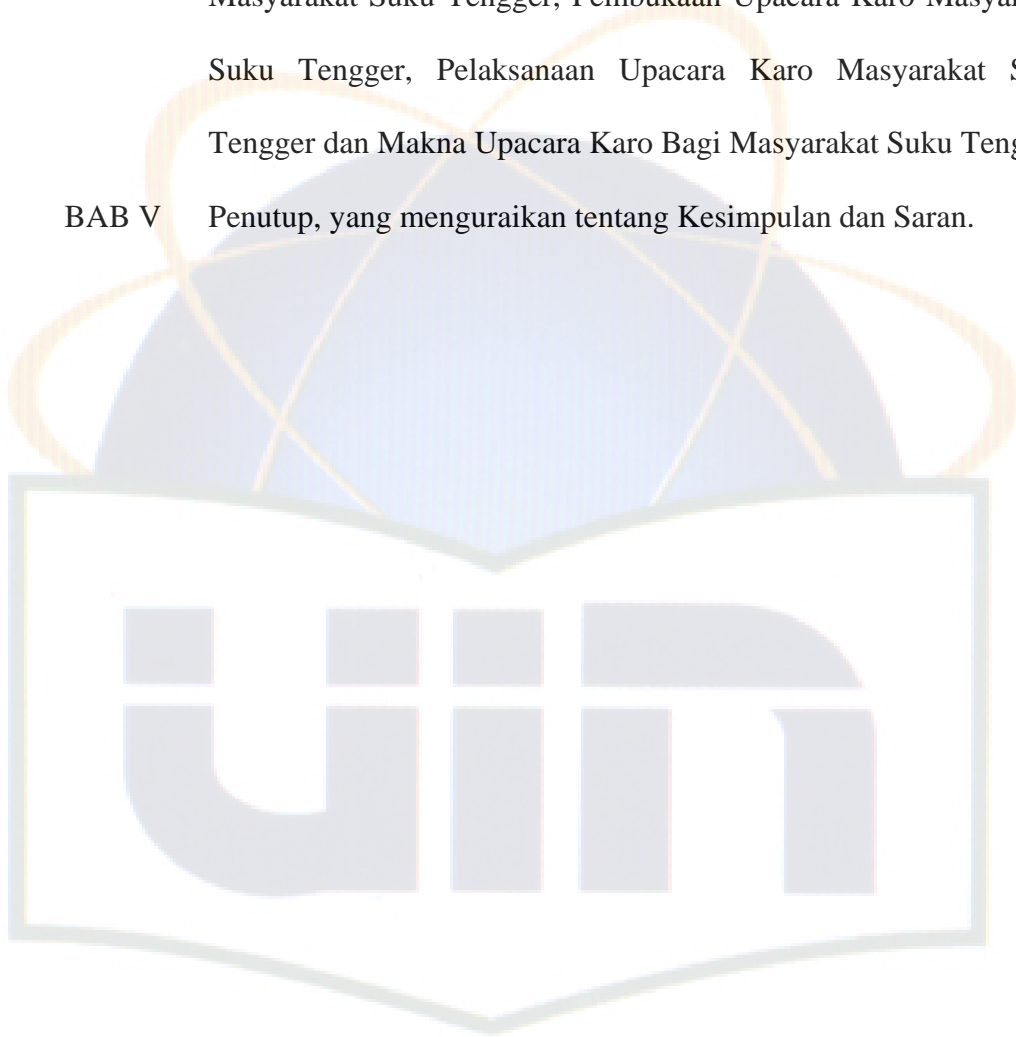 Masyarakat Suku Tengger, Pembukaan Upacara Karo
Suku Tengger, Pelaksanaan Upacara Karo Masyarakat
Tengger dan Makna Upacara Karo Bagi Masyarakat Suku
BAB V Penutup, yang menguraikan tentang Kesimpulan dan Saran.
uin